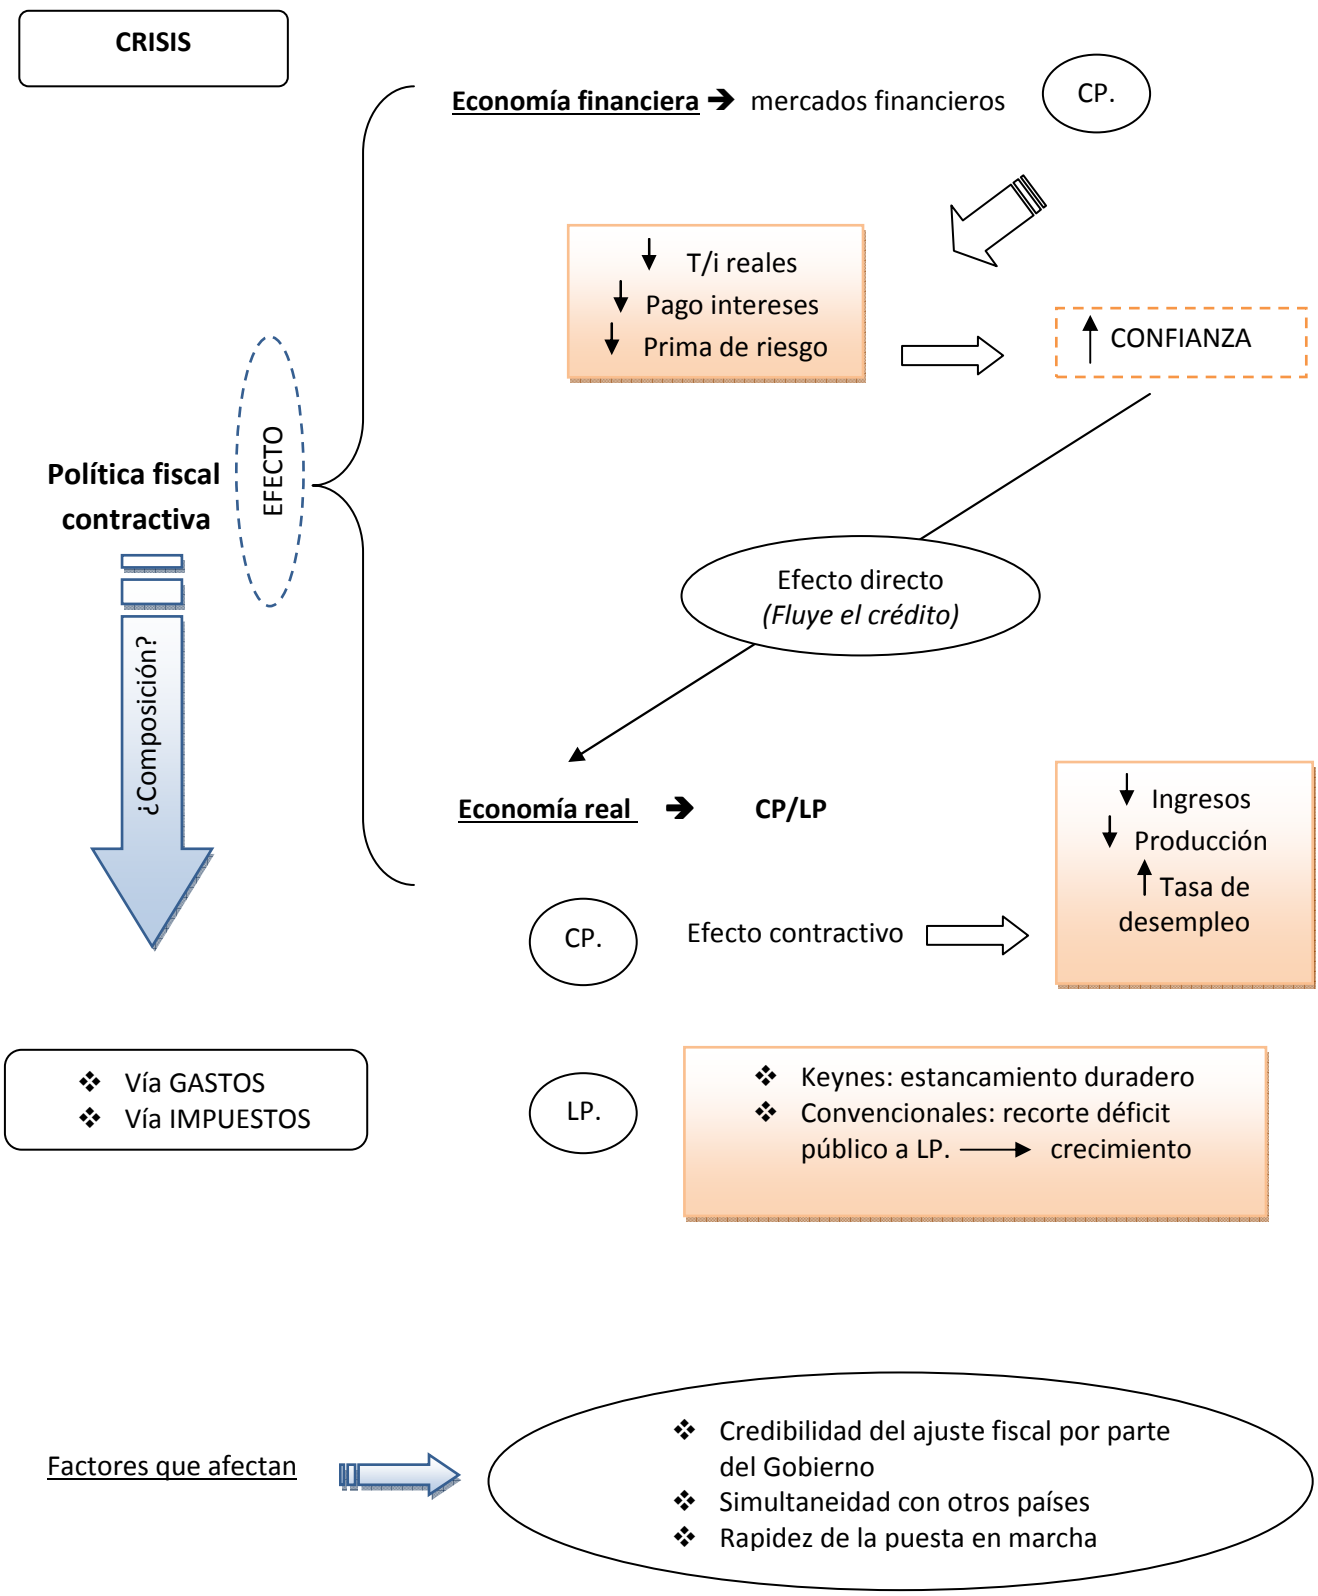 CRISIS
Economía financiera ➔ mercados financieros
CP.
T/i reales
Pago intereses
Prima de riesgo
CONFIANZA
EFECTO
Política fiscal
contractiva
Efecto directo
(Fluye el crédito)
¿Composición?
Economía real ➔ CP/LP
Ingresos
Producción
Tasa de
desempleo
CP.
Efecto contractivo
❖ Vía GASTOS
❖ Vía IMPUESTOS
LP.
❖ Keynes: estancamiento duradero
❖ Convencionales: recorte déficit
público a LP. → crecimiento
Factores que afectan
❖ Credibilidad del ajuste fiscal por parte
del Gobierno
❖ Simultaneidad con otros países
❖ Rapidez de la puesta en marcha